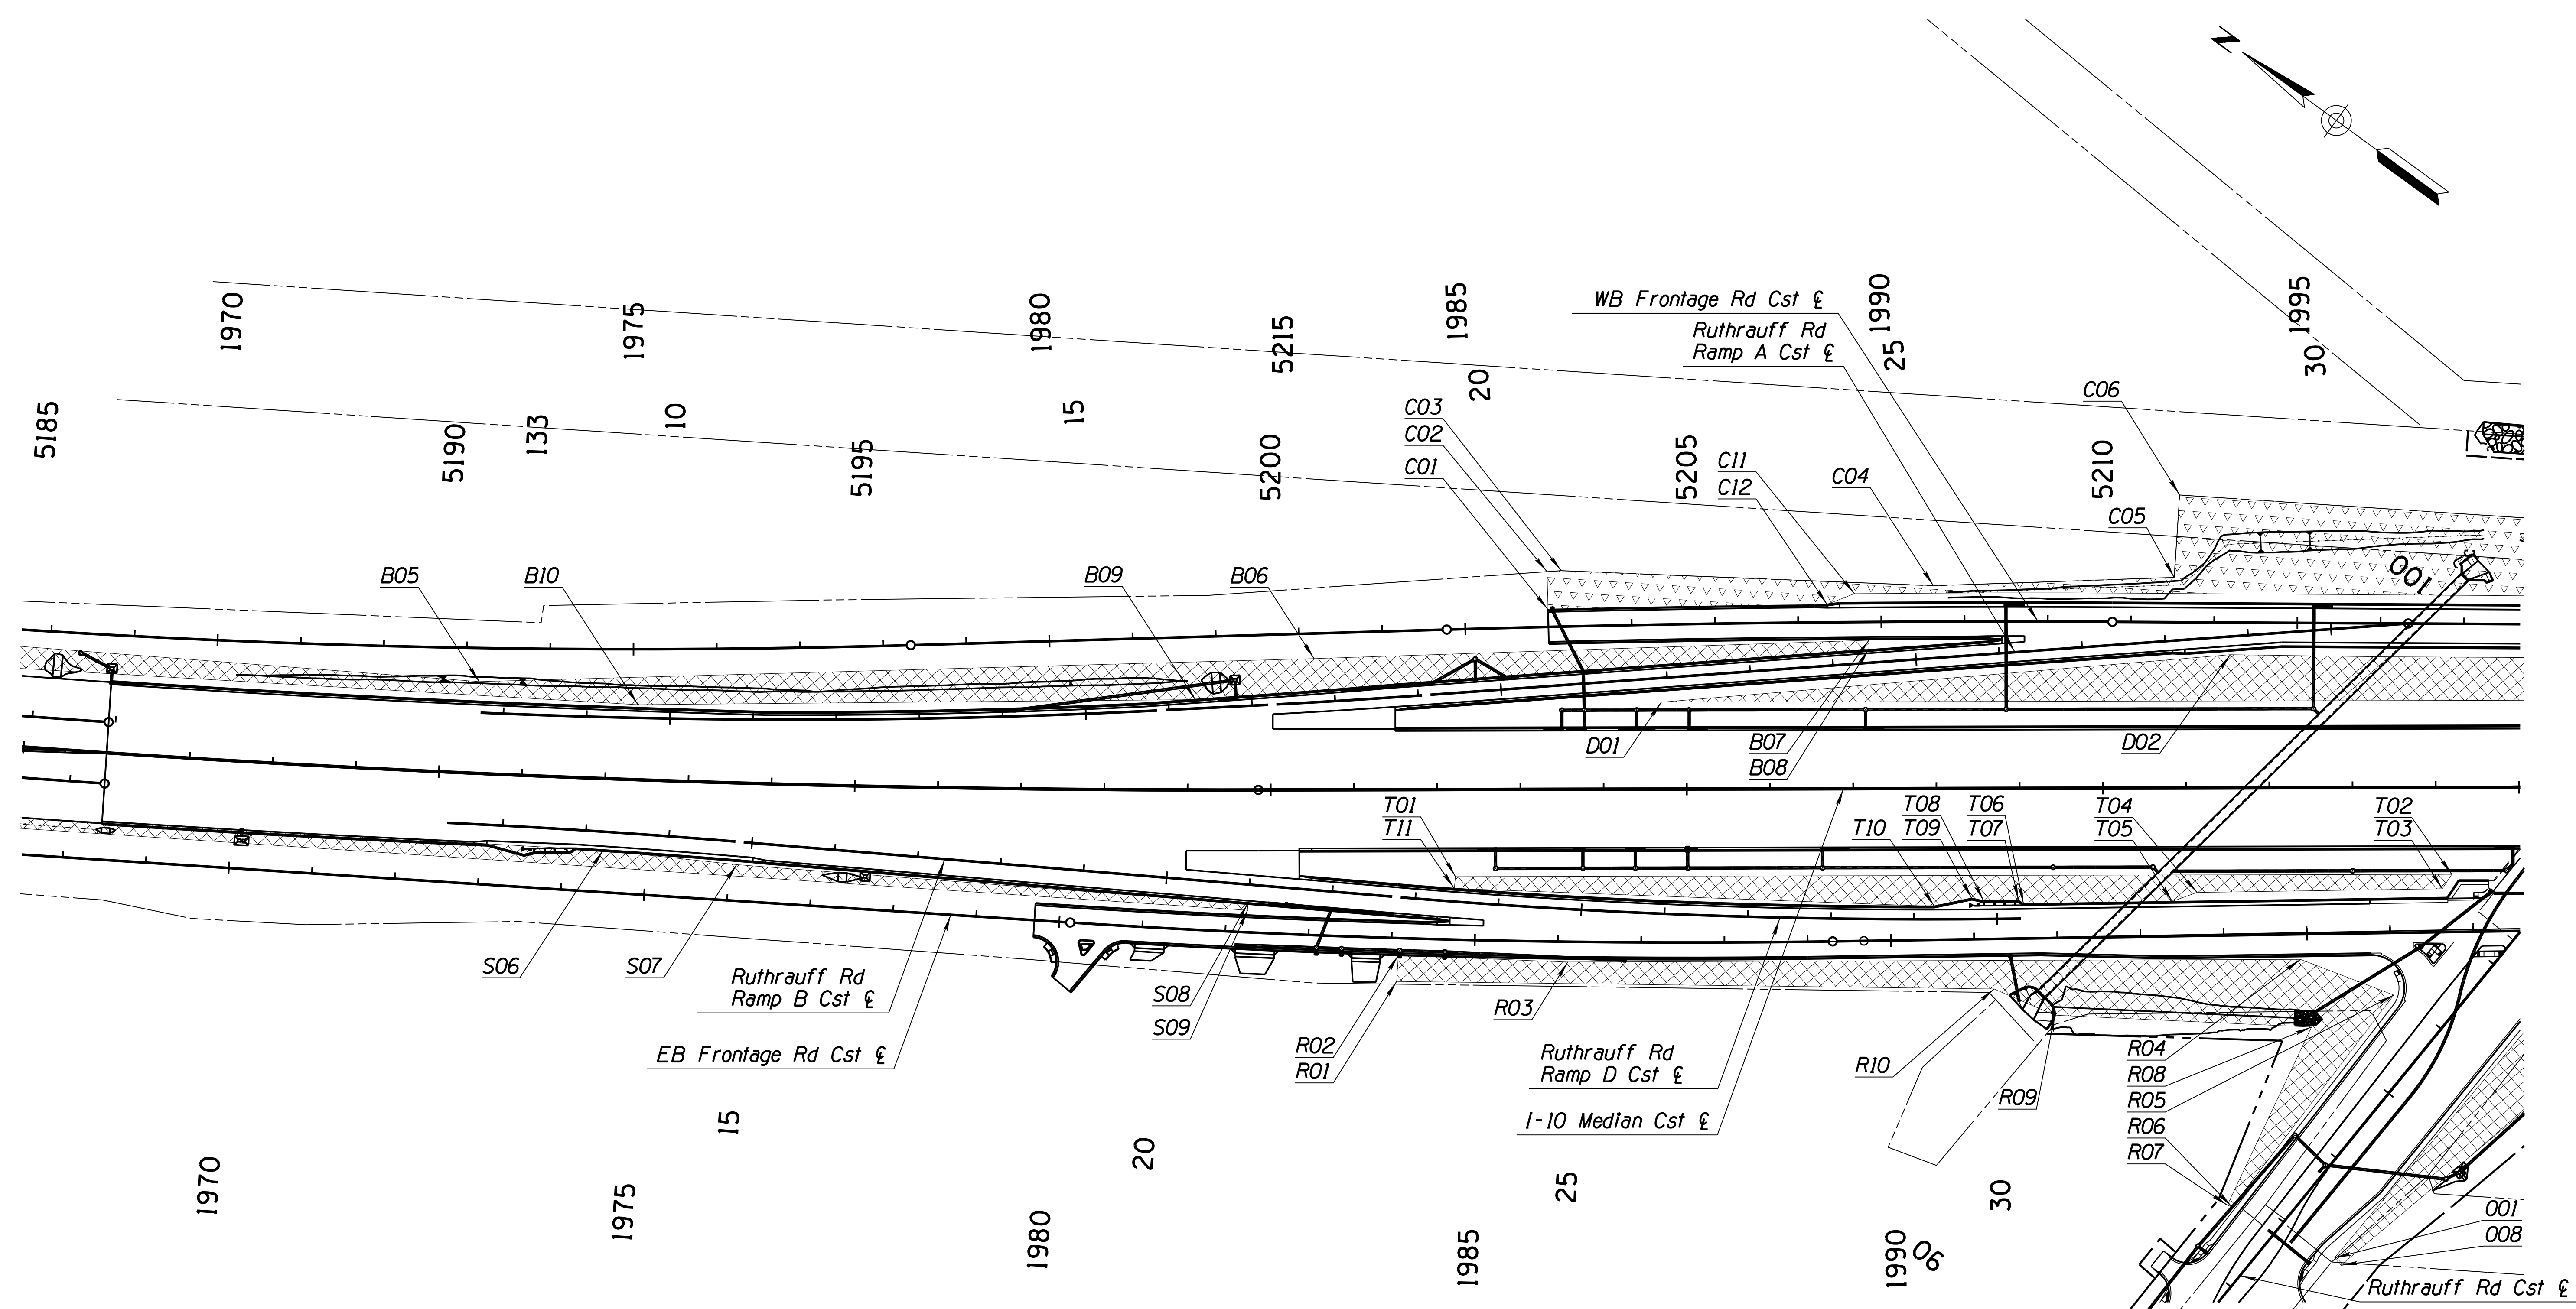 N
1970
1975
1980
5215
1985
WB Frontage Rd Cst ℄
1990
1995
Ruthrauff Rd
Ramp A Cst ℄
25
30
5185
5190
133
10
5195
15
5200
20
C03
C02
C01
5205
C11
C12
C04
C06
5210
C05
001
B05
B10
B09
B06
D01
B07
B08
D02
T01
T11
T10
T08
T09
T06
T07
T04
T05
T02
T03
S06
S07
Ruthrauff Rd
Ramp B Cst ℄
EB Frontage Rd Cst ℄
S08
S09
R02
R01
R03
Ruthrauff Rd
Ramp D Cst ℄
I-10 Median Cst ℄
R10
R09
R04
R08
R05
R06
R07
1970
15
1975
20
1980
25
1985
30
1990
90
001
008
Ruthrauff Rd Cst ℄